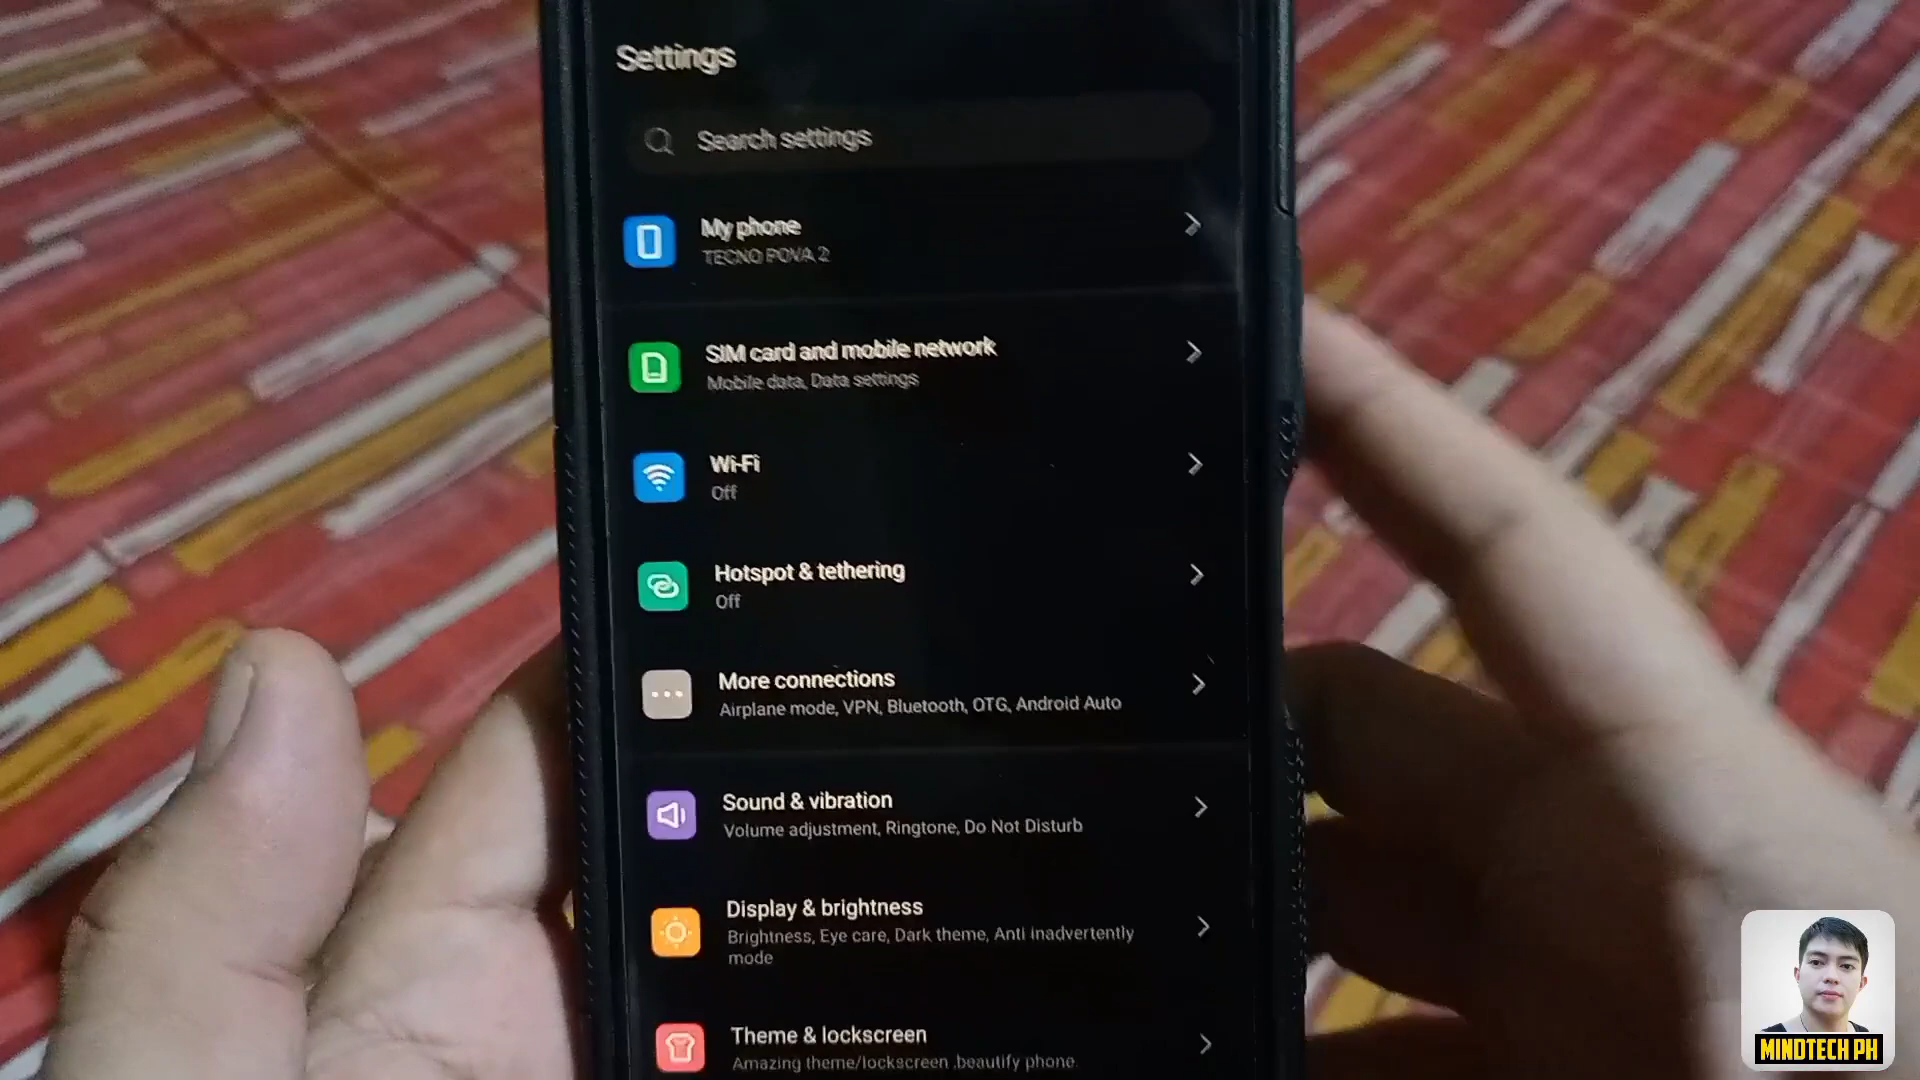 Settings
Search settings
My phone
TECNO POVA 2
SIM card and mobile network
Mobile data, Data settings
Wi-Fi
Off
Hotspot & tethering
Off
More connections
Airplane mode, VPN, Bluetooth, OTG, Android Auto
Sound & vibration
Volume adjustment, Ringtone, Do Not Disturb
Display & brightness
Brightness, Eye care, Dark theme, Anti inadvertently
mode
Theme & lockscreen
Amazing theme/lockscreen ,beautify phone.
MINDTECH PH